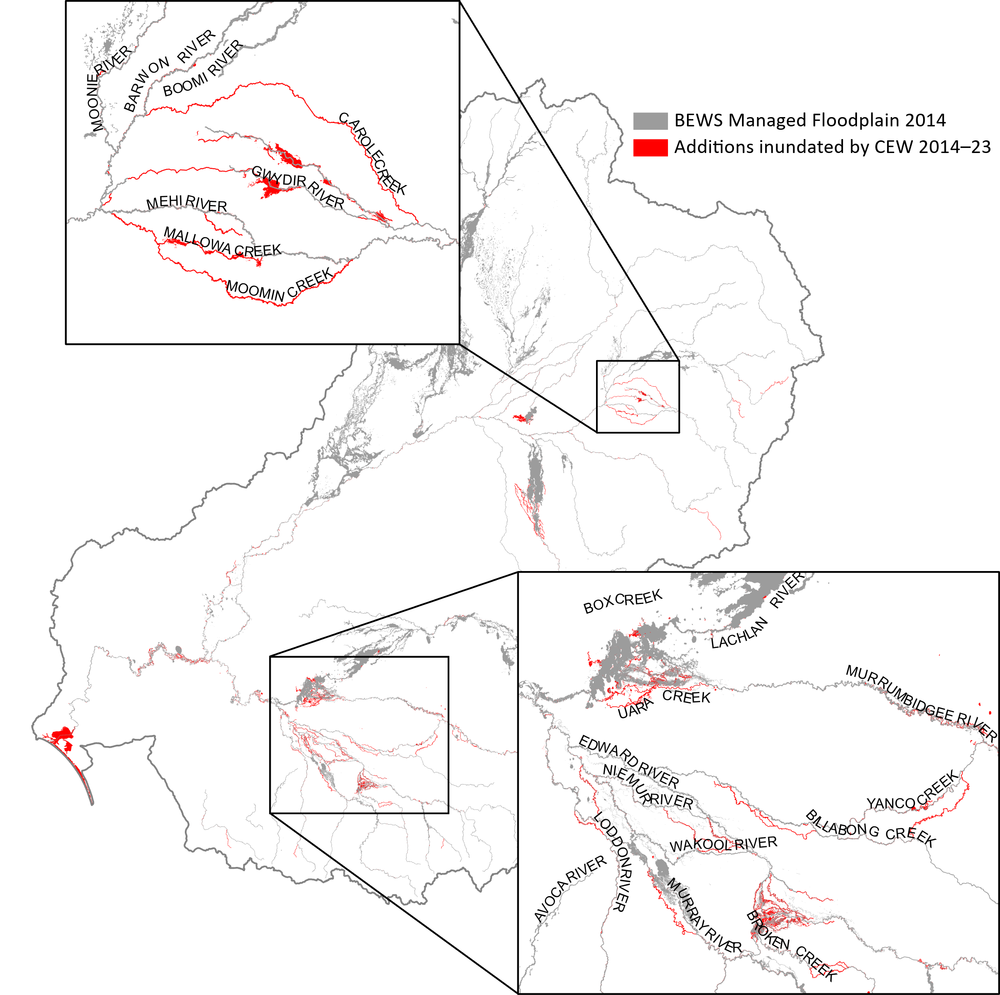 MOONIE RIVER
BARWON RIVER
BOOMI RIVER
CAROLE CREEK
GWYDIR RIVER
MEHI RIVER
MALLOWA CREEK
MOOMIN CREEK
BEWS Managed Floodplain 2014
Additions inundated by CEW 2014–23
BOX CREEK
LACHLAN RIVER
UARA CREEK
MURRUMBIDGEE RIVER
EDWARD RIVER
NIEMUR RIVER
YANCO CREEK
BILLABONG CREEK
WAKOOL RIVER
LODDON RIVER
AVOCA RIVER
MURRAY RIVER
BROKEN CREEK